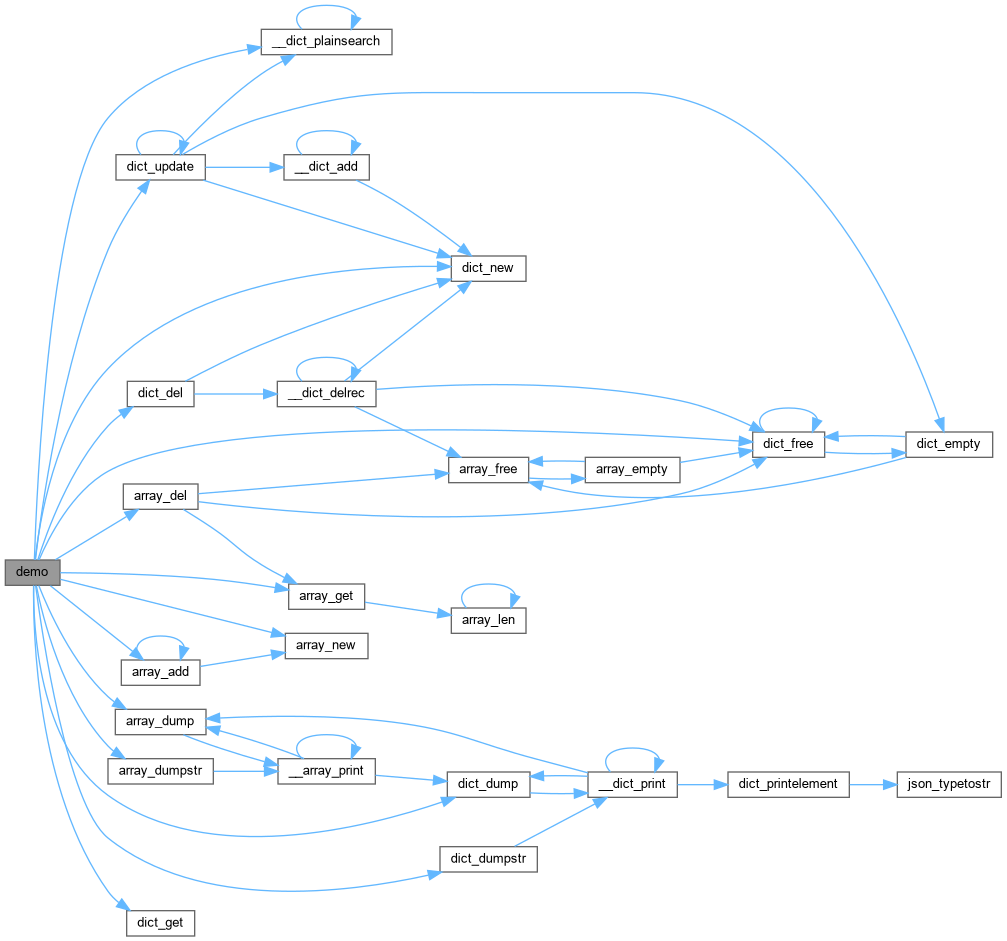 __dict_plainsearch
dict_update
__dict_add
dict_new
dict_del
__dict_delrec
dict_free
dict_empty
array_free
array_empty
array_del
demo
array_get
array_len
array_new
array_add
array_dump
array_dumpstr
__array_print
dict_dump
__dict_print
dict_printelement
json_typetostr
dict_dumpstr
dict_get